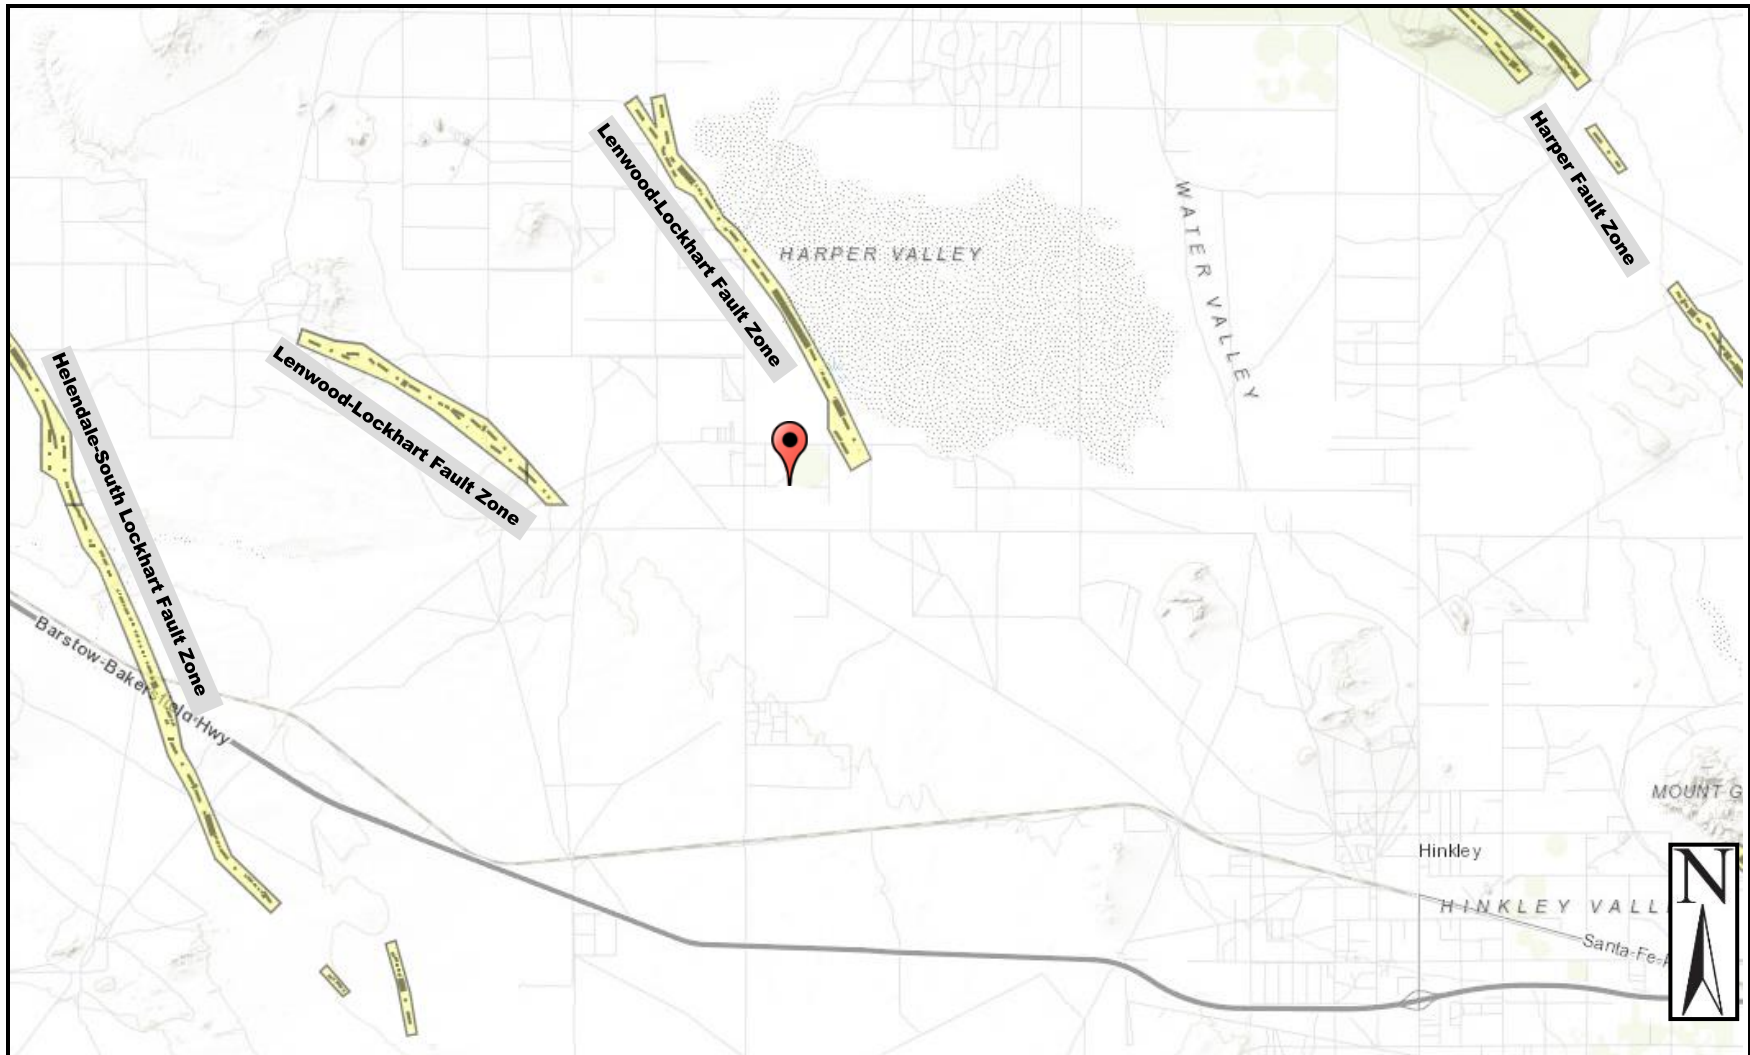 Harper Fault Zone
Lenwood-Lockhart Fault Zone
WATER VALLEY
HARPER VALLEY
Lenwood-Lockhart Fault Zone
Helendale-South Lockhart Fault Zone
Barstow-Bakersfield-Hwy
MOUNT G
Hinkley
N
HINKLEY VALL
Santa-Fe-